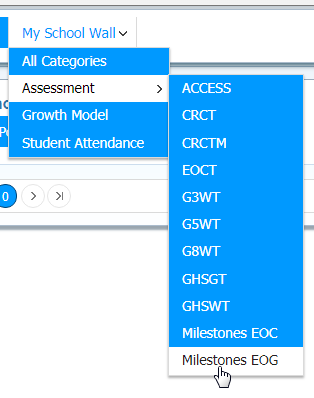 My School Wall
All Categories
Assessment
Growth Model
Student Attendance
ACCESS
CRCT
CRCTM
EOCT
G3WT
G5WT
G8WT
GHSGT
GHSWT
Milestones EOC
Milestones EOG
0